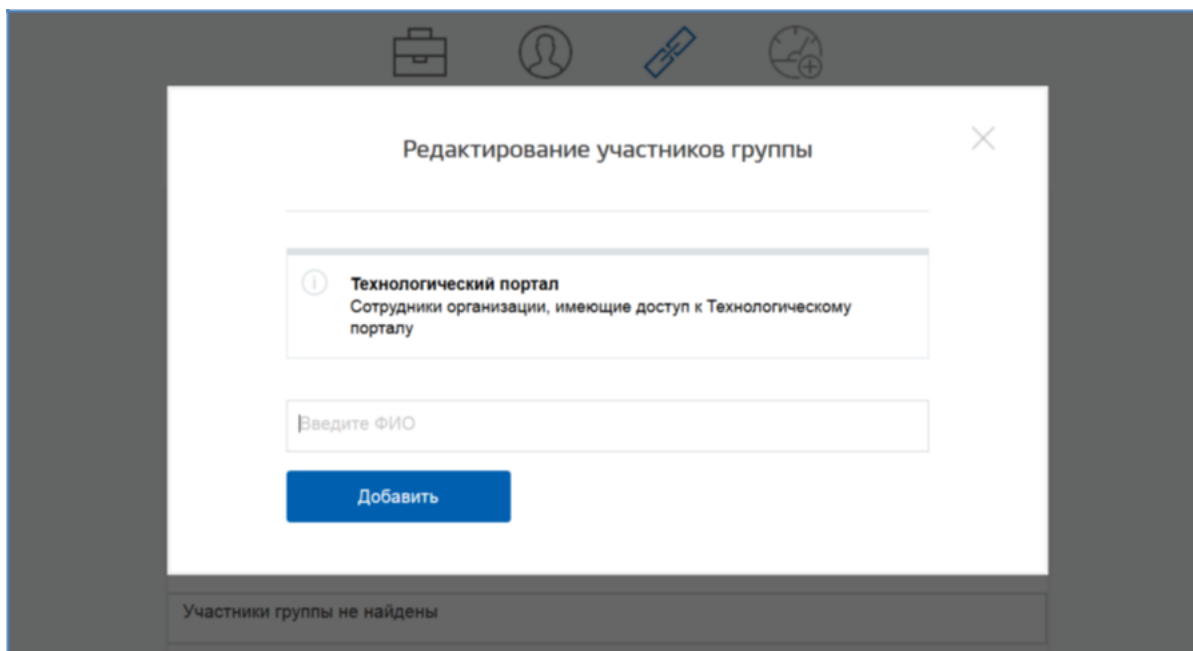 Редактирование участников группы
Технологический портал
Сотрудники организации, имеющие доступ к Технологическому
порталу
Введите ФИО
Добавить
Участники группы не найдены